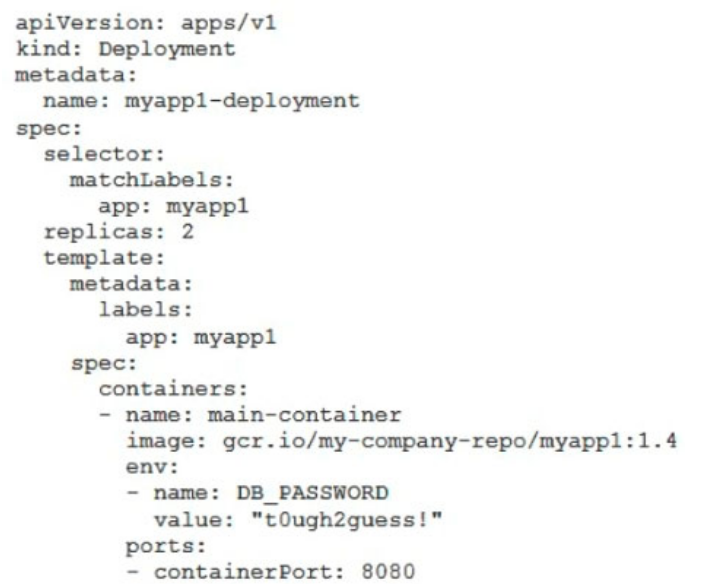 apiVersion: apps/v1
kind: Deployment
metadata:
  name: myapp1-deployment
spec:
  selector:
    matchLabels:
      app: myapp1
  replicas: 2
  template:
    metadata:
      labels:
        app: myapp1
    spec:
      containers:
      - name: main-container
        image: gcr.io/my-company-repo/myapp1:1.4
        env:
        - name: DB_PASSWORD
          value: "t0ugh2guess!"
        ports:
        - containerPort: 8080